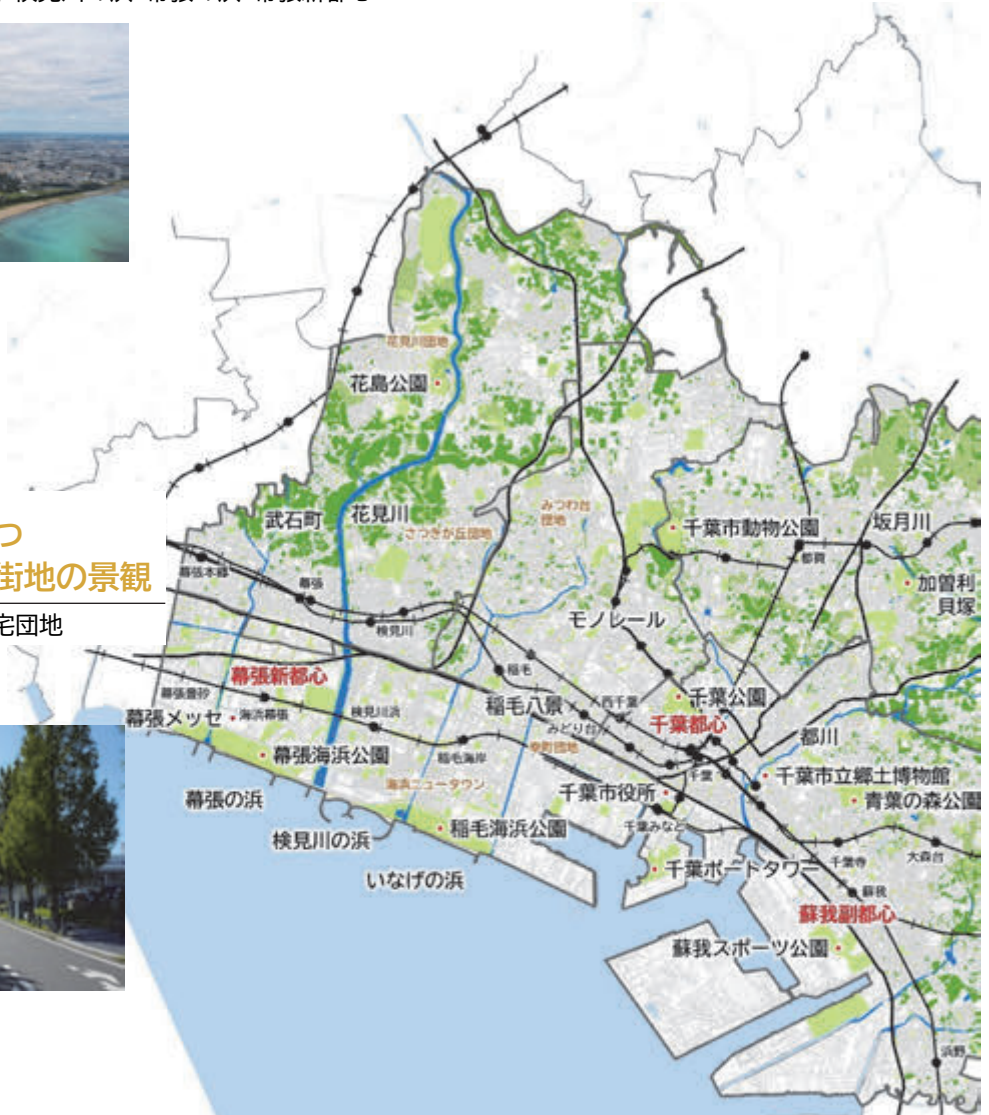 つ
街地の景観
宅団地
花見川団地
花島公園
武石町
花見川
さつきが丘団地
みつわ台
団地
千葉市動物公園
坂月川
都賀
加曽利
貝塚
幕張本郷
幕張
検見川
モノレール
稲毛
幕張新都心
幕張豊砂
幕張メッセ
海浜幕張
検見川浜
稲毛八景
西千葉
みどり台
千葉公園
千葉都心
幕張海浜公園
稲毛海岸
幸町団地
千葉
都川
海浜ニュータウン
千葉市役所
千葉市立郷土博物館
青葉の森公園
幕張の浜
千葉みなと
検見川の浜
稲毛海浜公園
千葉寺
大森台
いなげの浜
千葉ポートタワー
蘇我
蘇我副都心
蘇我スポーツ公園
浜野